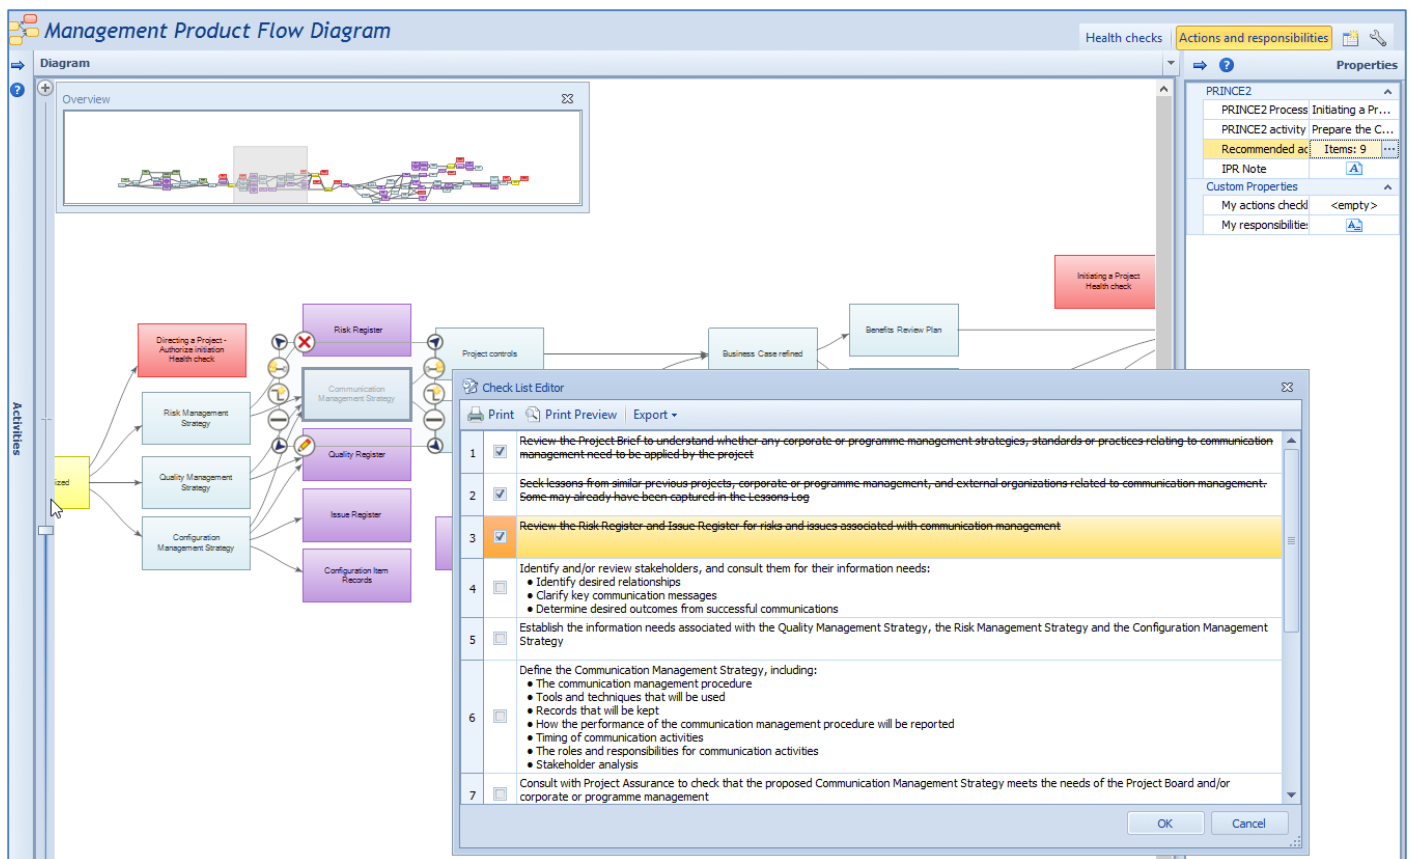 Management Product Flow Diagram
Health checks
Actions and responsibilities
Diagram
Properties
Overview
PRINCE2
PRINCE2 Process Initiating a Pr...
PRINCE2 activity Prepare the C...
Recommended ac Items: 9 ...
IPR Note A
Custom Properties
My actions checkl <empty>
My responsibilitie: A
Activities
Initiating a Project
Health check
Risk Register
Directing a Project -
Authorize initiation
Health check
Project controls
Business Case refined
Benefits Review Plan
Communication
Management Strategy
Risk Management
Strategy
Quality Register
ized
Quality Management
Strategy
Issue Register
Configuration
Management Strategy
Configuration Item
Records
Check List Editor
Print Print Preview Export
1 Review the Project Brief to understand whether any corporate or programme management strategies, standards or practices relating to communication
management need to be applied by the project
2 Seek lessons from similar previous projects, corporate or programme management, and external organizations related to communication management.
Some may already have been captured in the Lessons Log
3 Review the Risk Register and Issue Register for risks and issues associated with communication management
4 Identify and/or review stakeholders, and consult them for their information needs:
● Identify desired relationships
● Clarify key communication messages
● Determine desired outcomes from successful communications
5 Establish the information needs associated with the Quality Management Strategy, the Risk Management Strategy and the Configuration Management
Strategy
6 Define the Communication Management Strategy, including:
● The communication management procedure
● Tools and techniques that will be used
● Records that will be kept
● How the performance of the communication management procedure will be reported
● Timing of communication activities
● The roles and responsibilities for communication activities
● Stakeholder analysis
7 Consult with Project Assurance to check that the proposed Communication Management Strategy meets the needs of the Project Board and/or
corporate or programme management
OK
Cancel